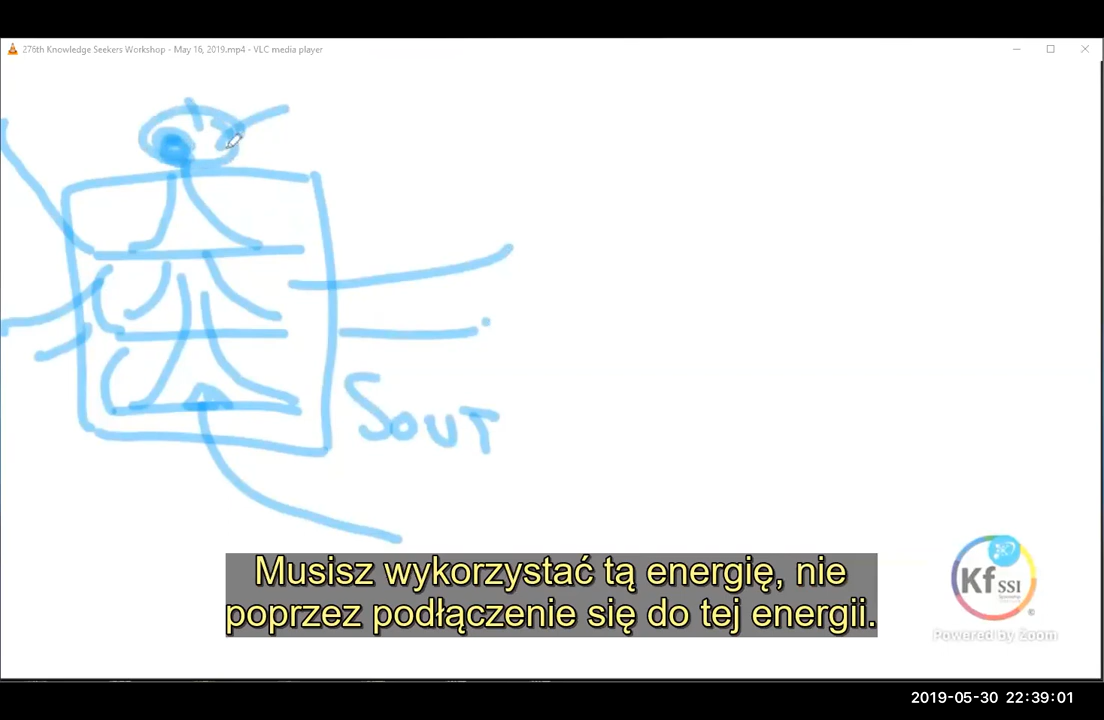 276th Knowledge Seekers Workshop - May 16, 2019.mp4 - VLC media player
SOUT
Musisz wykorzystać tą energię, nie
poprzez podłączenie się do tej energii.
Kf SSI
Powered by Zoom
2019-05-30 22:39:01